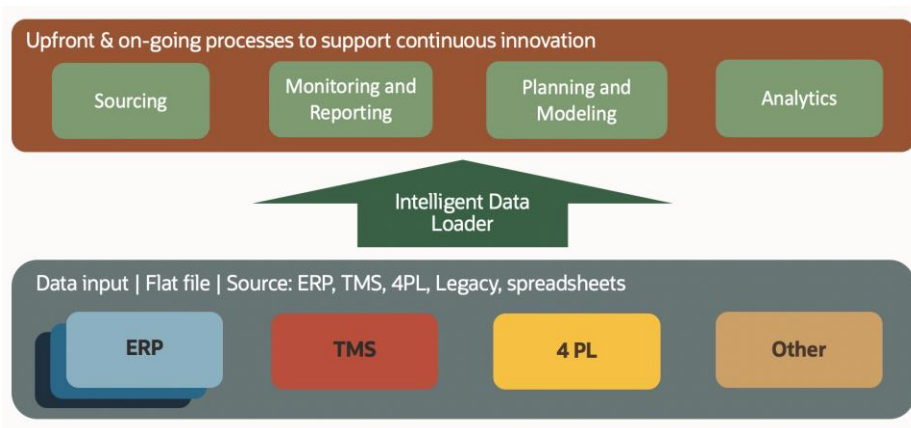 Upfront & on-going processes to support continuous innovation
Sourcing
Monitoring and
Reporting
Planning and
Modeling
Analytics
Intelligent Data
Loader
Data input | Flat file | Source: ERP, TMS, 4PL, Legacy, spreadsheets
ERP
TMS
4 PL
Other